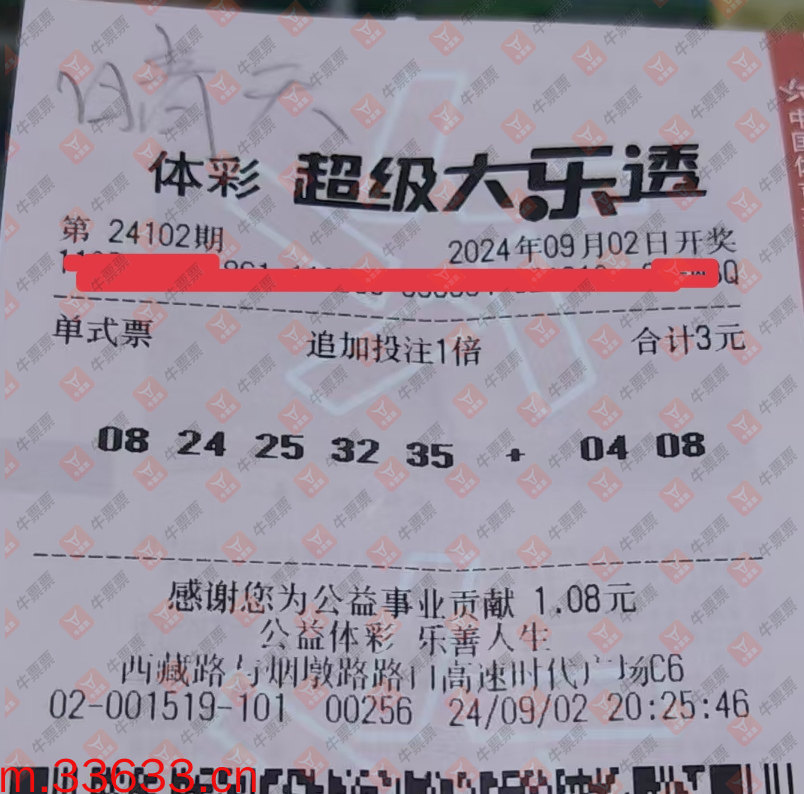 晴天
体彩 超级大乐透
第 24102期 2024年09月02日开奖
单式票 追加投注1倍 合计3元
08 24 25 32 35 + 04 08
感谢您为公益事业贡献 1.08元
公益体彩 乐善人生
西藏路与烟墩路路口高速时代广场C6
02-001519-101 00256 24/09/02 20:25:46
m.33633.cn
牛票票